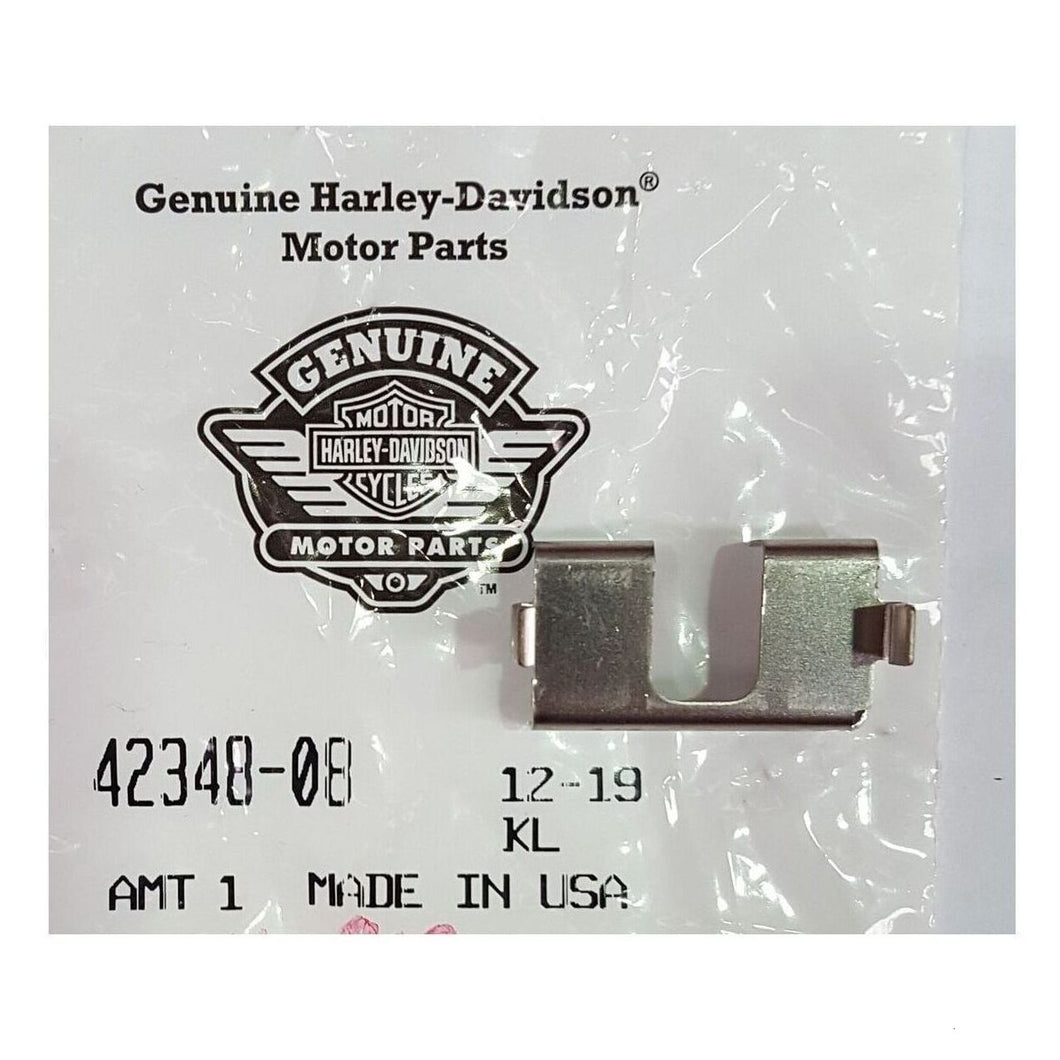 Genuine Harley-Davidson®
Motor Parts
GENUINE
MOTOR
HARLEY-DAVIDSON
CYCLES
MOTOR PARTS
TM
42348-08
12-19
KL
AMT 1 MADE IN USA